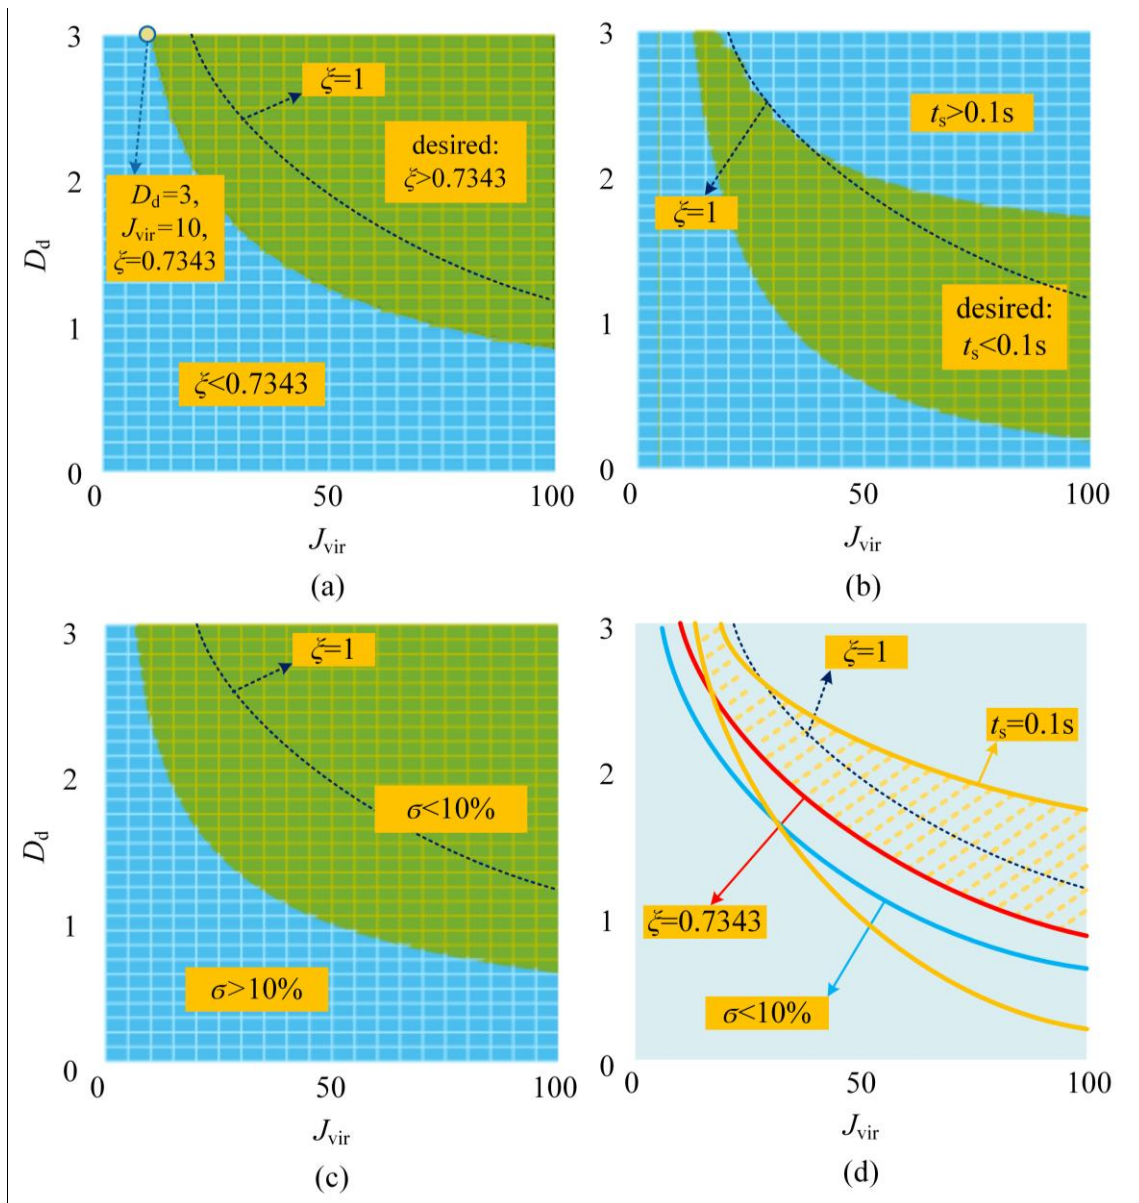 3
ξ=1
desired:
ξ>0.7343
2
D_d=3,
J_vir=10,
ξ=0.7343
D_d
1
ξ<0.7343
0
0 50 100
J_vir
(a)
3
t_s>0.1s
2
ξ=1
1
desired:
t_s<0.1s
0
0 50 100
J_vir
(b)
3
ξ=1
2
σ<10%
D_d
1
σ>10%
0
0 50 100
J_vir
(c)
3
ξ=1
t_s=0.1s
2
1
ξ=0.7343
σ<10%
0
0 50 100
J_vir
(d)